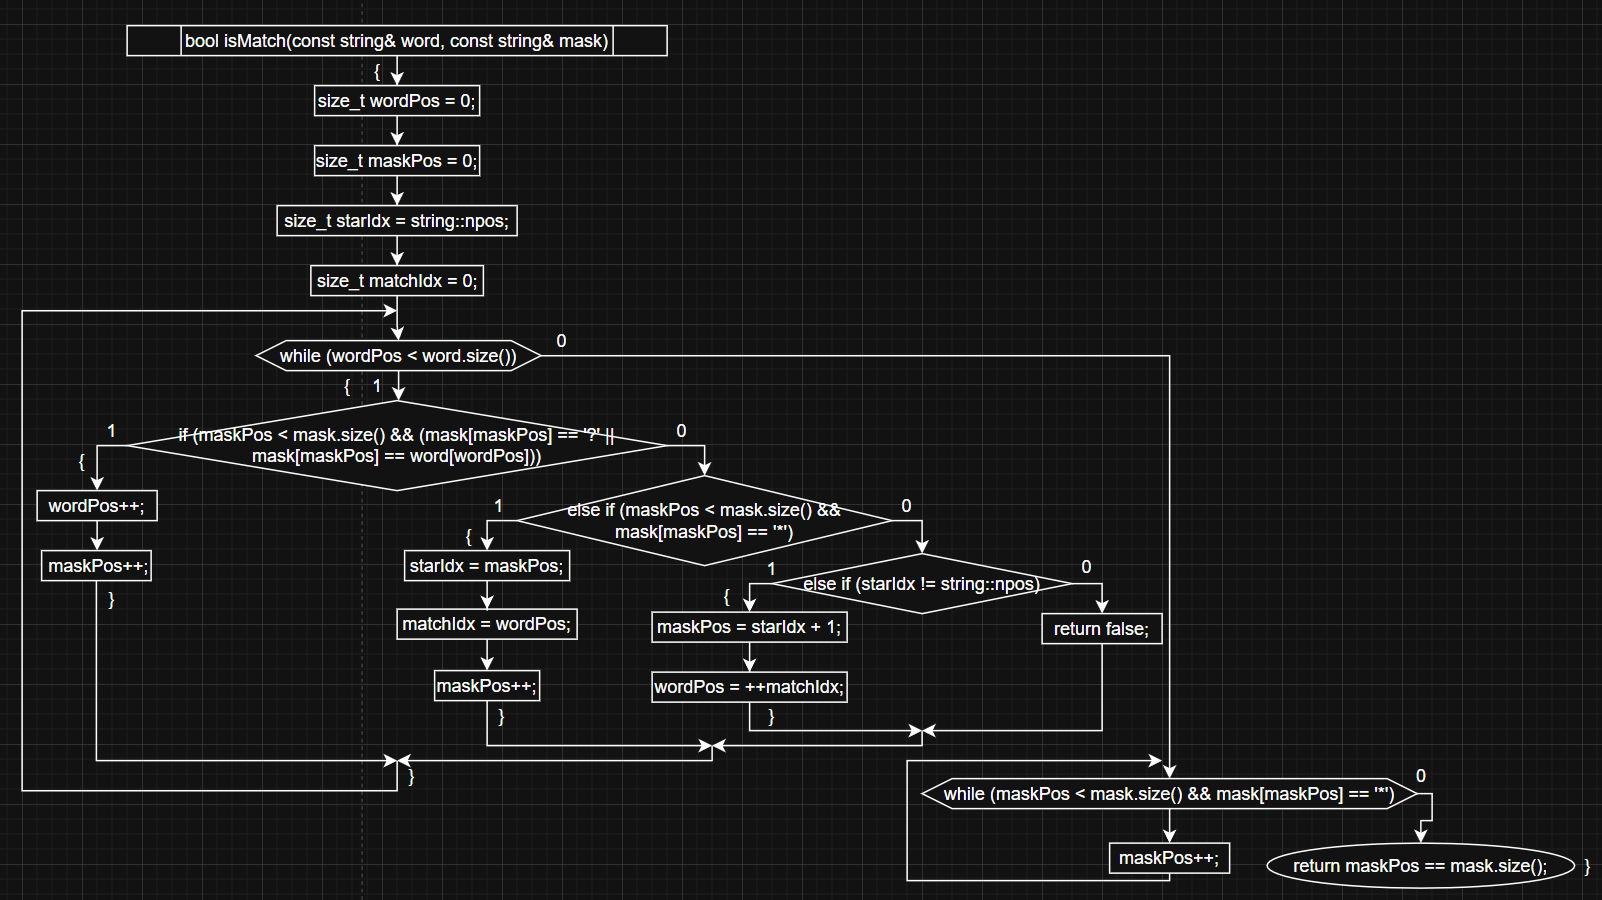 bool isMatch(const string& word, const string& mask)
{
size_t wordPos = 0;
size_t maskPos = 0;
size_t starIdx = string::npos;
size_t matchIdx = 0;
while (wordPos < word.size())
0
{ 1
if (maskPos < mask.size() && (mask[maskPos] == '?' ||
mask[maskPos] == word[wordPos]))
1
0
{
wordPos++;
maskPos++;
}
else if (maskPos < mask.size() &&
mask[maskPos] == '*')
1
0
{
starIdx = maskPos;
matchIdx = wordPos;
maskPos++;
}
else if (starIdx != string::npos)
1
0
{
maskPos = starIdx + 1;
wordPos = ++matchIdx;
}
return false;
}
while (maskPos < mask.size() && mask[maskPos] == '*')
0
maskPos++;
return maskPos == mask.size();
}